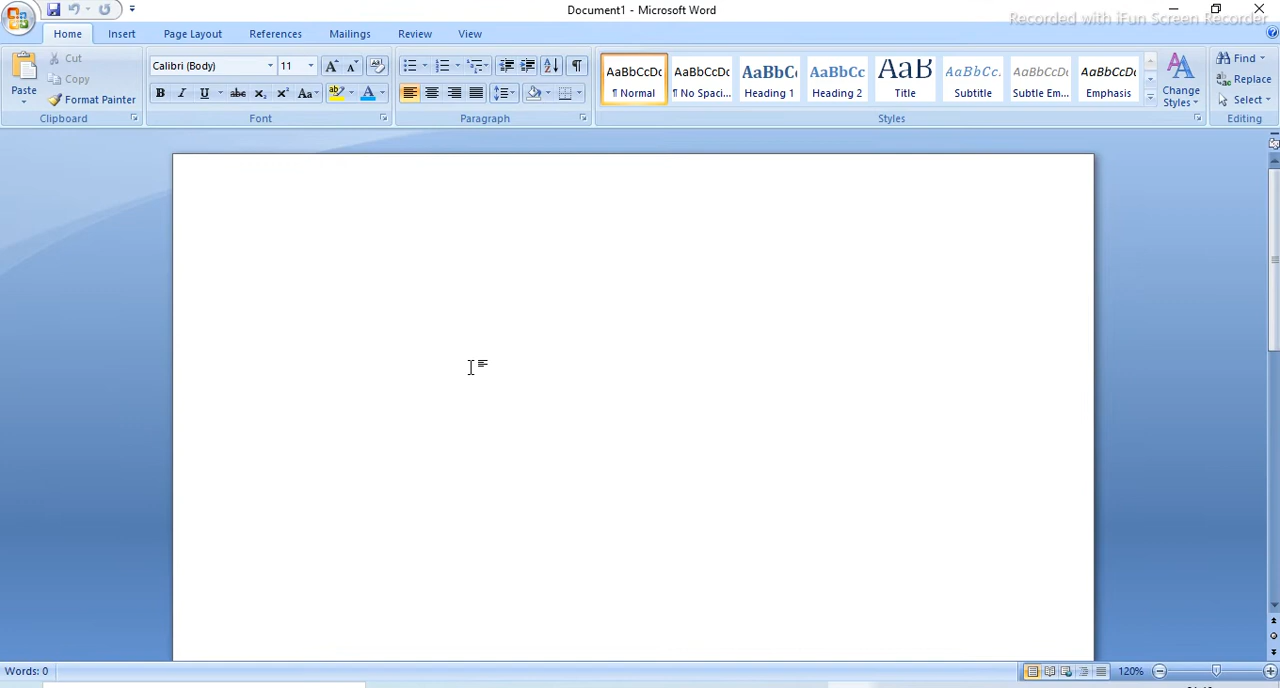 Document1 - Microsoft Word
Recorded with iFun Screen Recorder
Home Insert Page Layout References Mailings Review View
Paste
Cut
Copy
Format Painter
Clipboard
Calibri (Body) 11
B I U abc X₂ X² Aa
Font
Paragraph
AaBbCcDc AaBbCcDc AaBbC AaBbCc AaB AaBbCc. AaBbCcDc AaBbCcDc
¶ Normal ¶ No Spaci... Heading 1 Heading 2 Title Subtitle Subtle Em... Emphasis
Change
Styles
Styles
Find
Replace
Select
Editing
Words: 0
120%